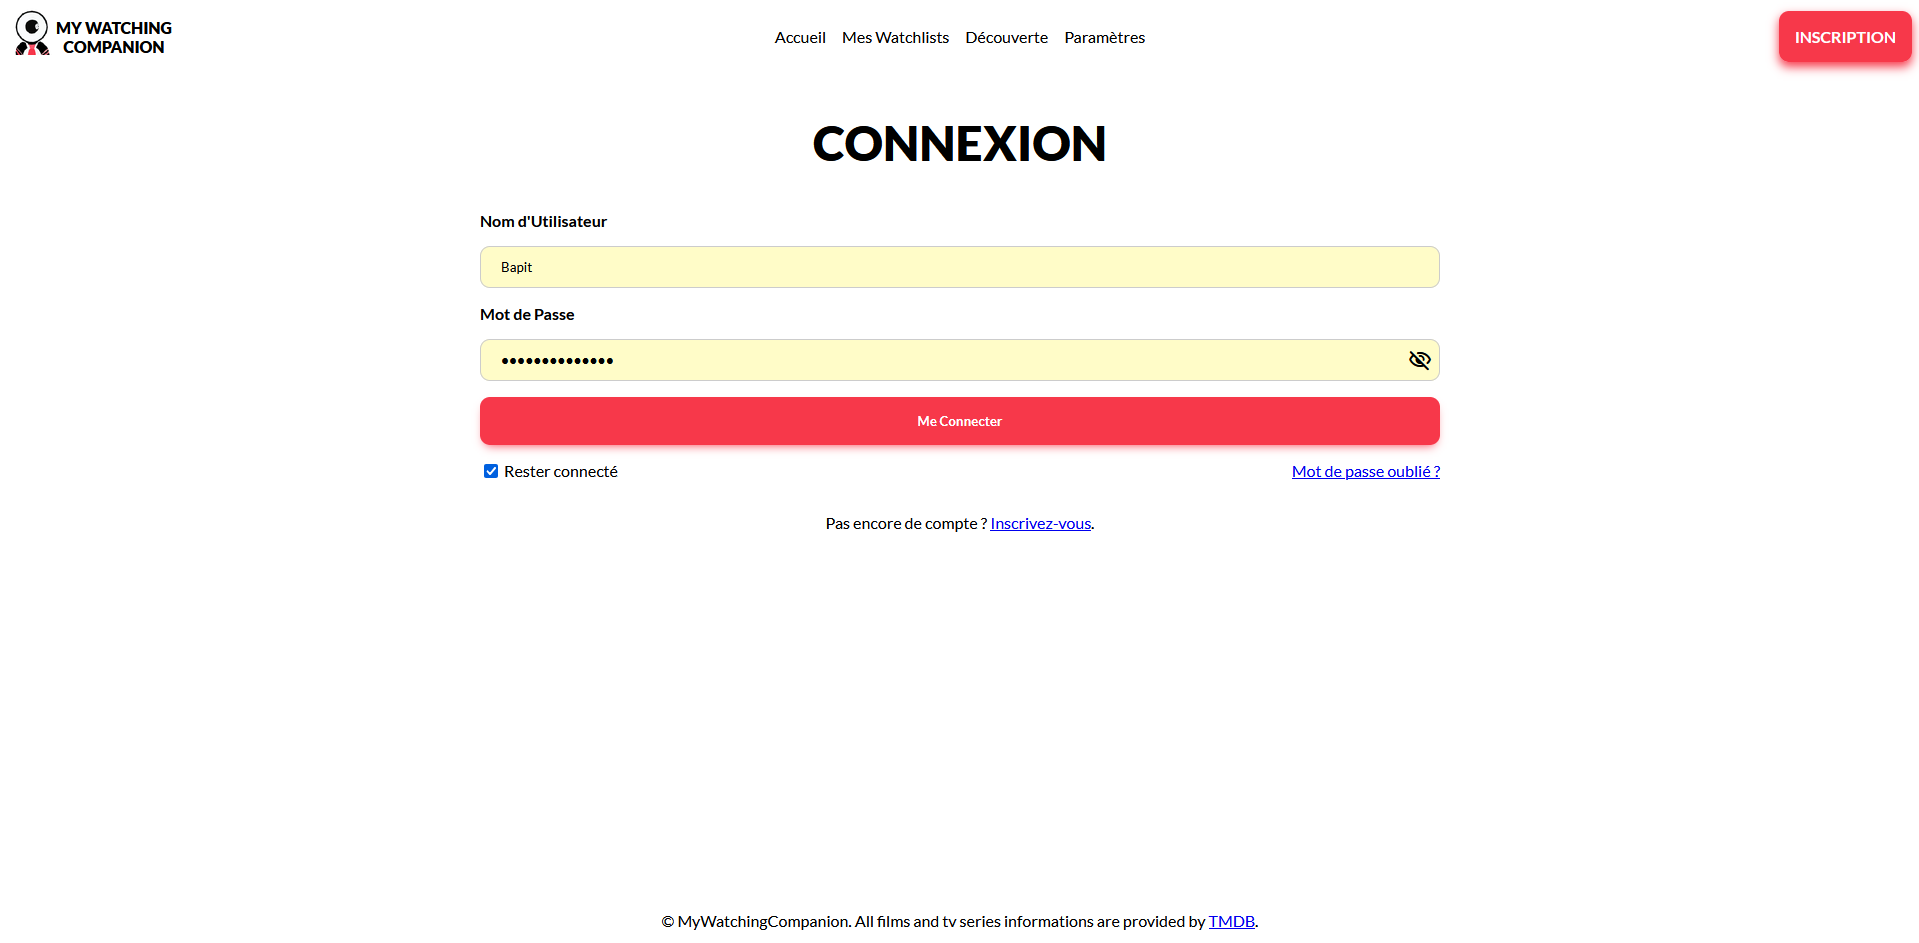 MY WATCHING
COMPANION
Accueil Mes Watchlists Découverte Paramètres
INSCRIPTION
CONNEXION
Nom d'Utilisateur
Bapit
Mot de Passe
••••••••••••••
Me Connecter
Rester connecté
Mot de passe oublié ?
Pas encore de compte ? Inscrivez-vous.
© MyWatchingCompanion. All films and tv series informations are provided by TMDB.